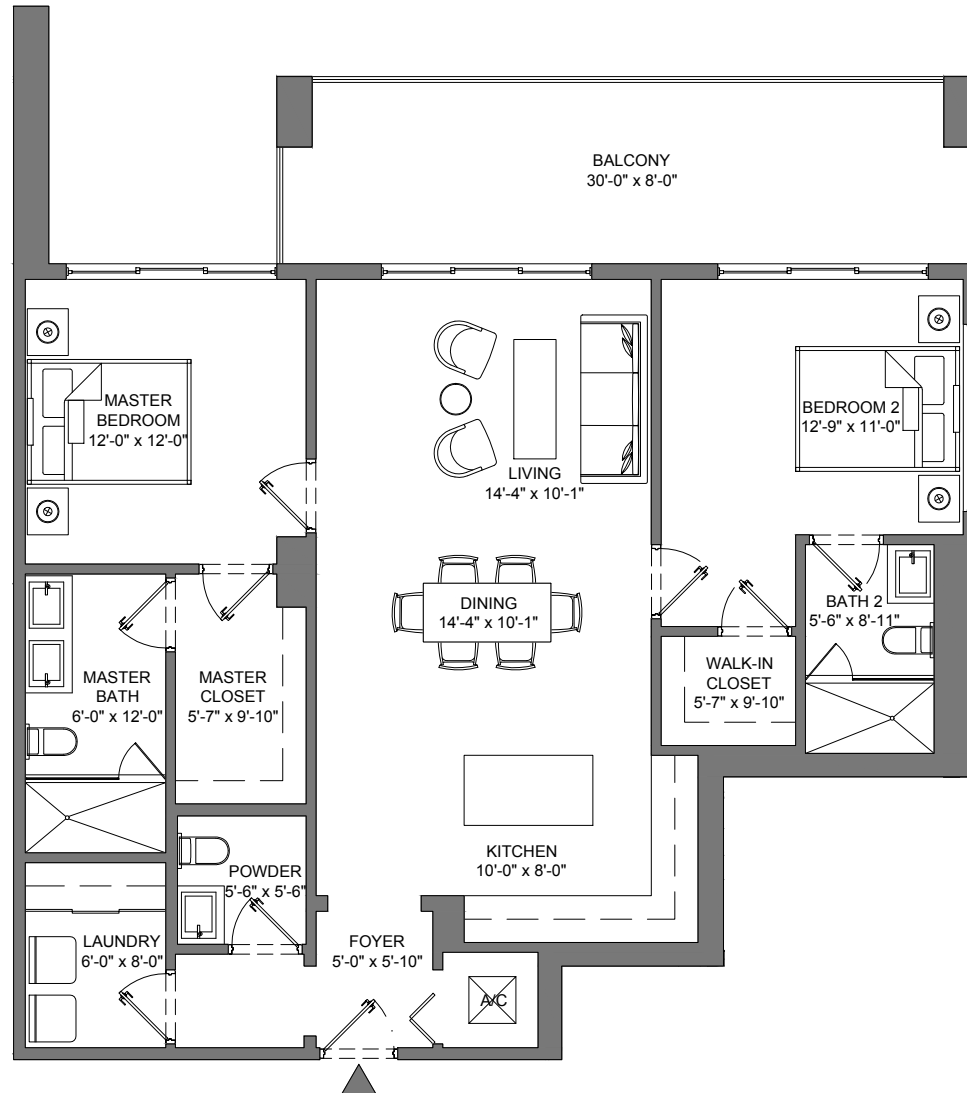 BALCONY
30'-0" x 8'-0"
MASTER
BEDROOM
12'-0" x 12'-0"
LIVING
14'-4" x 10'-1"
BEDROOM 2
12'-9" x 11'-0"
DINING
14'-4" x 10'-1"
BATH 2
5'-6" x 8'-11"
MASTER
BATH
6'-0" x 12'-0"
MASTER
CLOSET
5'-7" x 9'-10"
WALK-IN
CLOSET
5'-7" x 9'-10"
KITCHEN
10'-0" x 8'-0"
POWDER
5'-6" x 5'-6"
LAUNDRY
6'-0" x 8'-0"
FOYER
5'-0" x 5'-10"
A/C